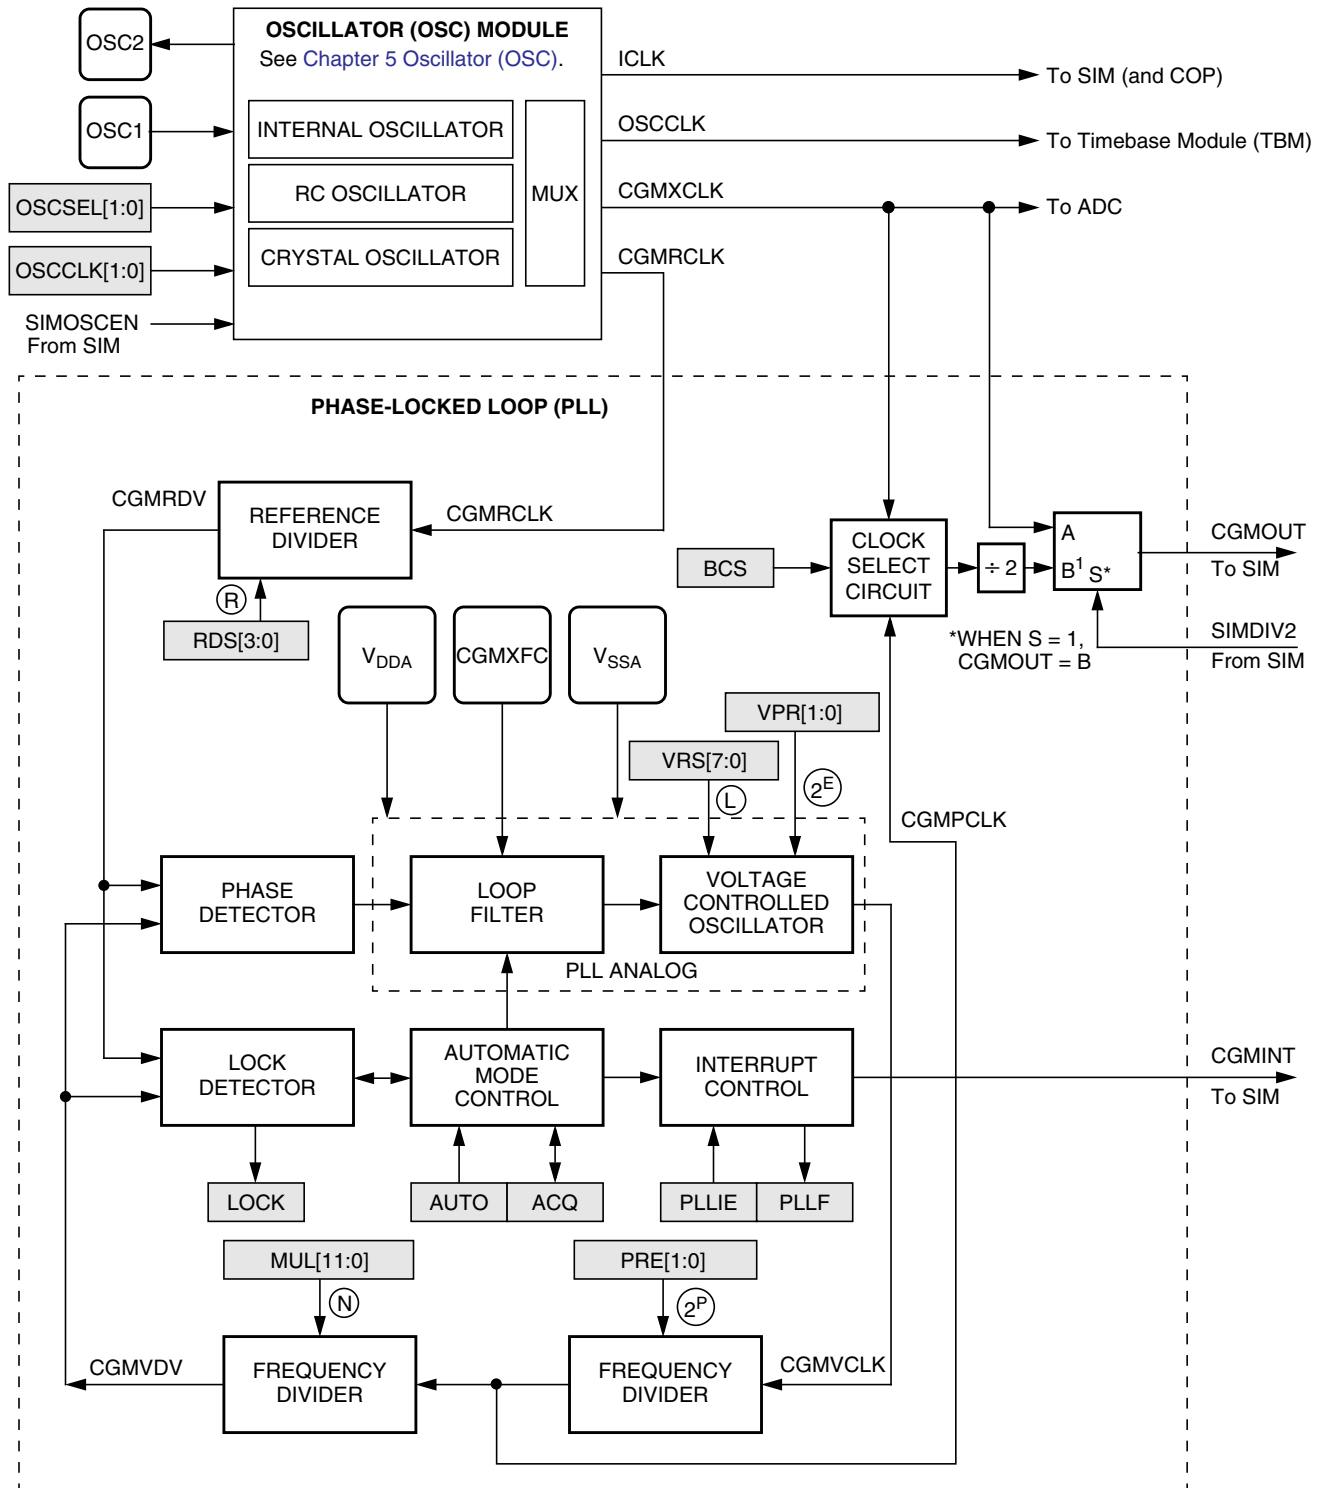 OSC2
OSCILLATOR (OSC) MODULE
See Chapter 5 Oscillator (OSC).
ICLK
To SIM (and COP)
OSC1
INTERNAL OSCILLATOR
RC OSCILLATOR
CRYSTAL OSCILLATOR
MUX
OSCCLK
To Timebase Module (TBM)
OSCSEL[1:0]
CGMXCLK
To ADC
OSCCLK[1:0]
CGMRCLK
SIMOSCEN
From SIM
PHASE-LOCKED LOOP (PLL)
CGMRDV
REFERENCE
DIVIDER
CGMRCLK
R
RDS[3:0]
BCS
CLOCK
SELECT
CIRCUIT
÷ 2
A
B¹ S*
CGMOUT
To SIM
*WHEN S = 1,
CGMOUT = B
SIMDIV2
From SIM
VDDA
CGMXFC
VSSA
VPR[1:0]
VRS[7:0]
L
2^E
CGMPCLK
PHASE
DETECTOR
LOOP
FILTER
VOLTAGE
CONTROLLED
OSCILLATOR
PLL ANALOG
LOCK
DETECTOR
AUTOMATIC
MODE
CONTROL
INTERRUPT
CONTROL
CGMINT
To SIM
LOCK
AUTO
ACQ
PLLIE
PLLF
MUL[11:0]
N
PRE[1:0]
2^P
CGMVDV
FREQUENCY
DIVIDER
FREQUENCY
DIVIDER
CGMVCLK